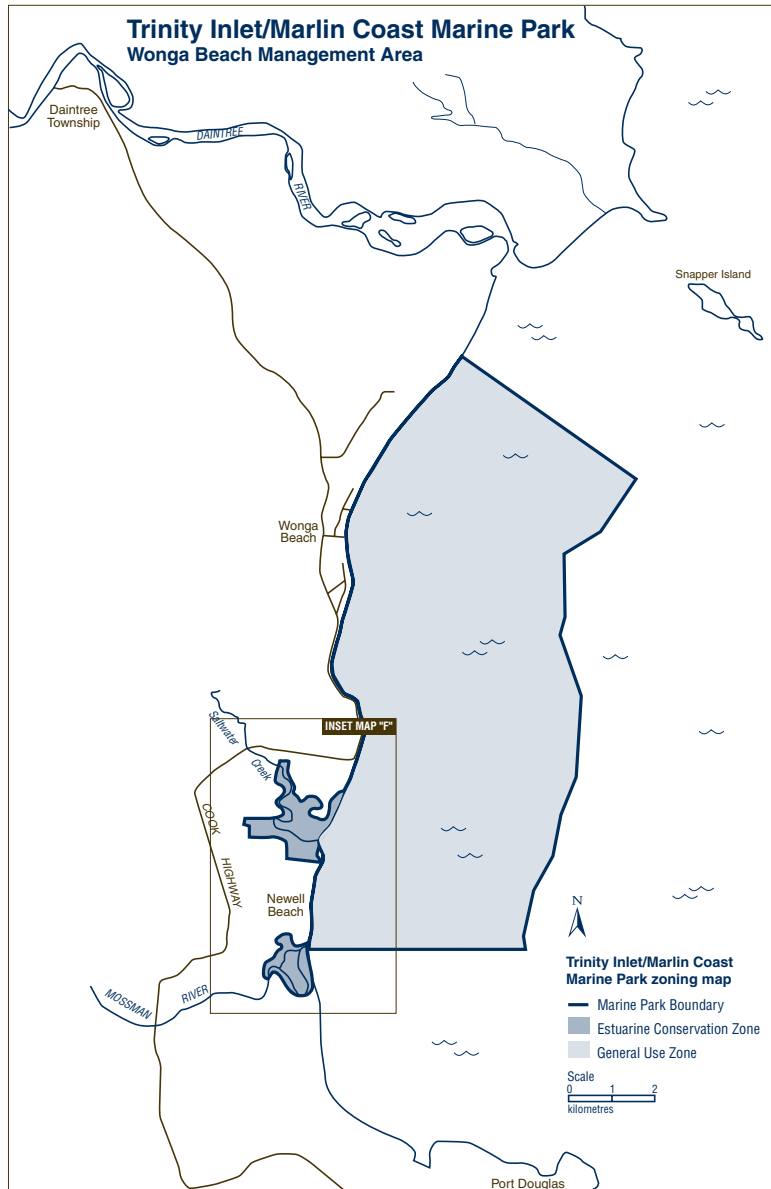 Trinity Inlet/Marlin Coast Marine Park
Wonga Beach Management Area
Daintree
Township
DAINTREE
RIVER
Snapper Island
Wonga
Beach
INSET MAP "F"
Saltwater
Creek
COOK
HIGHWAY
Newell
Beach
MOSSMAN
RIVER
N
Trinity Inlet/Marlin Coast
Marine Park zoning map
Marine Park Boundary
Estuarine Conservation Zone
General Use Zone
Scale
0 1 2
kilometres
Port Douglas